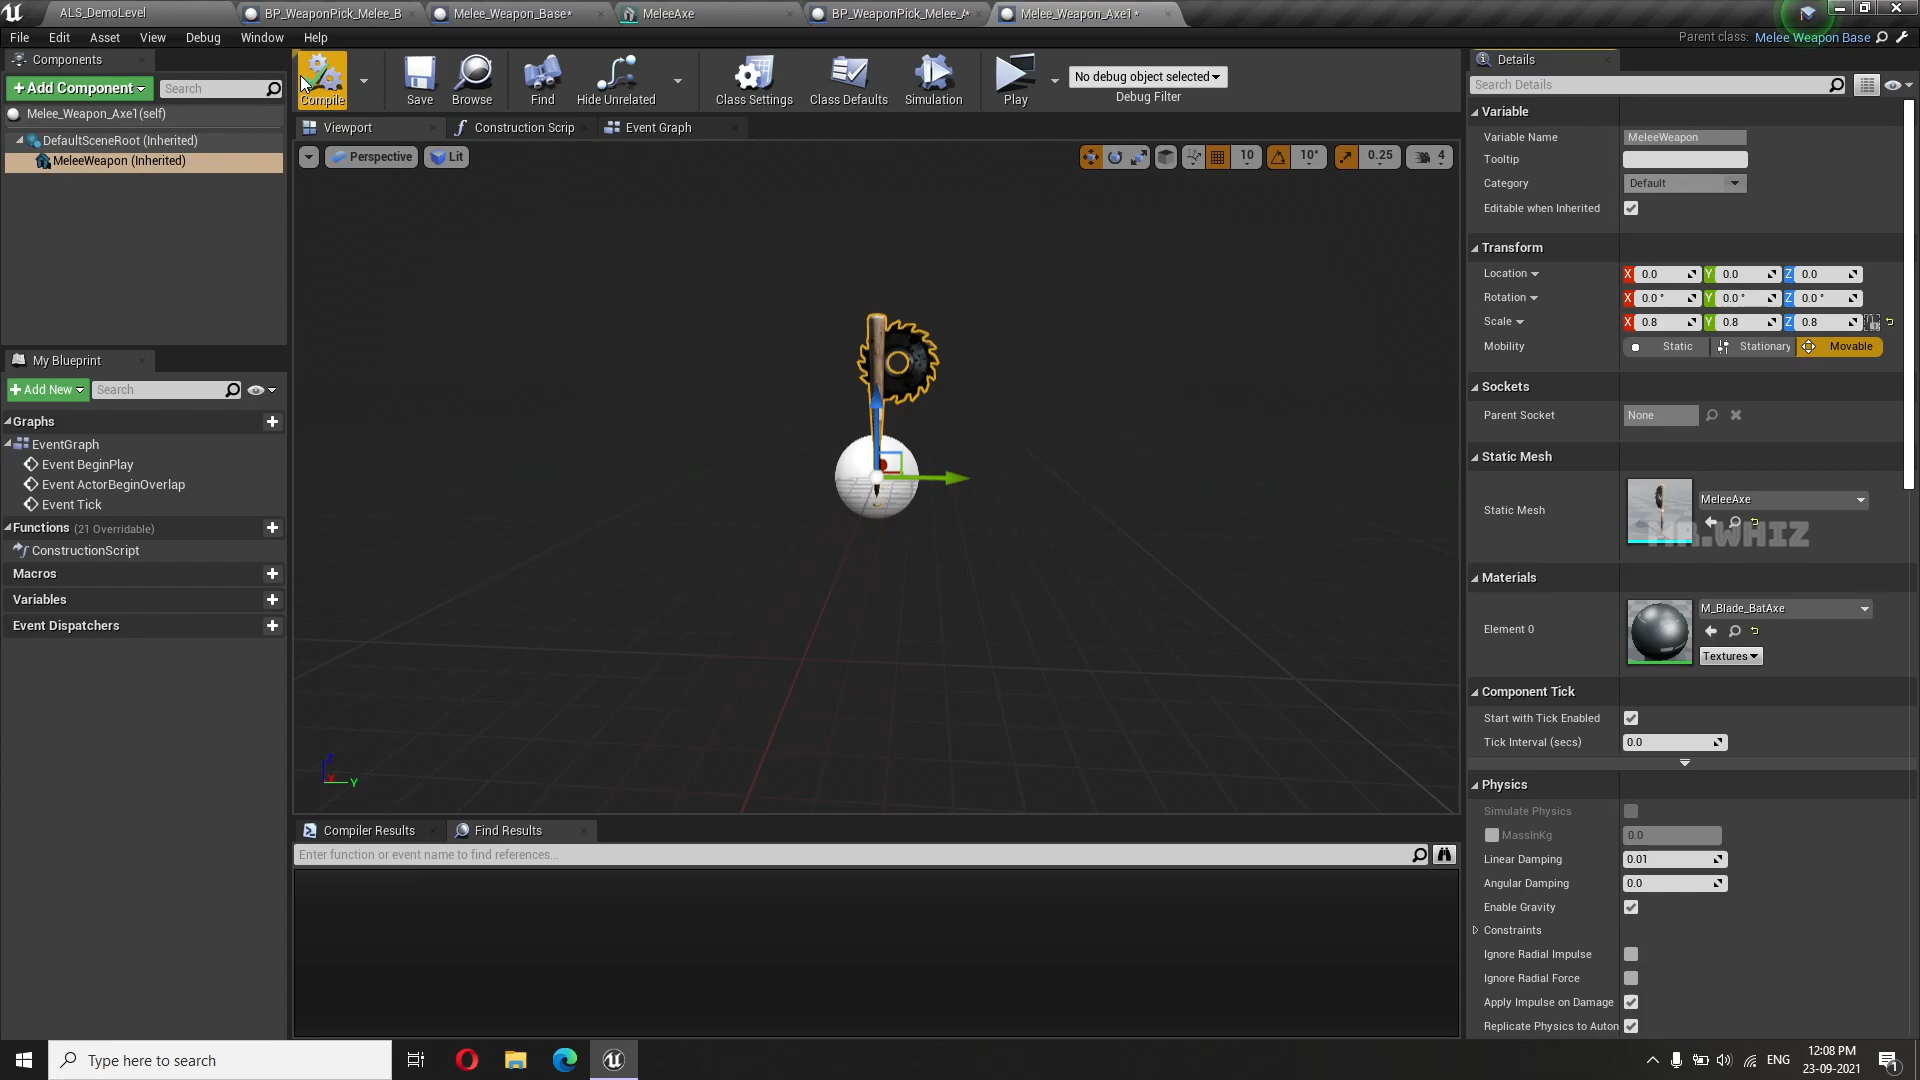 ALS_DemoLevel
BP_WeaponPick_Melee_B
Melee_Weapon_Base*
MeleeAxe
BP_WeaponPick_Melee_A*
Melee_Weapon_Axe1*
File Edit Asset View Debug Window Help
Parent class: Melee Weapon Base
Components
+Add Component
Search
Melee_Weapon_Axe1(self)
DefaultSceneRoot (Inherited)
MeleeWeapon (Inherited)
My Blueprint
+Add New
Search
Graphs
EventGraph
Event BeginPlay
Event ActorBeginOverlap
Event Tick
Functions (21 Overridable)
ConstructionScript
Macros
Variables
Event Dispatchers
Compile
Save
Browse
Find
Hide Unrelated
Class Settings
Class Defaults
Simulation
Play
No debug object selected
Debug Filter
Viewport
Construction Scrip
Event Graph
Perspective
Lit
10
10°
0.25
4
Z
X
Y
Compiler Results
Find Results
Enter function or event name to find references...
Details
Search Details
Variable
Variable Name MeleeWeapon
Tooltip
Category Default
Editable when Inherited
Transform
Location X 0.0 Y 0.0 Z 0.0
Rotation X 0.0 ° Y 0.0 ° Z 0.0 °
Scale X 0.8 Y 0.8 Z 0.8
Mobility Static Stationary Movable
Sockets
Parent Socket None
Static Mesh
Static Mesh MeleeAxe
MR.WHIZ
Materials
Element 0 M_Blade_BatAxe
Textures
Component Tick
Start with Tick Enabled
Tick Interval (secs) 0.0
Physics
Simulate Physics
MassInKg 0.0
Linear Damping 0.01
Angular Damping 0.0
Enable Gravity
Constraints
Ignore Radial Impulse
Ignore Radial Force
Apply Impulse on Damage
Replicate Physics to Auton
Type here to search
ENG
12:08 PM
23-09-2021
1